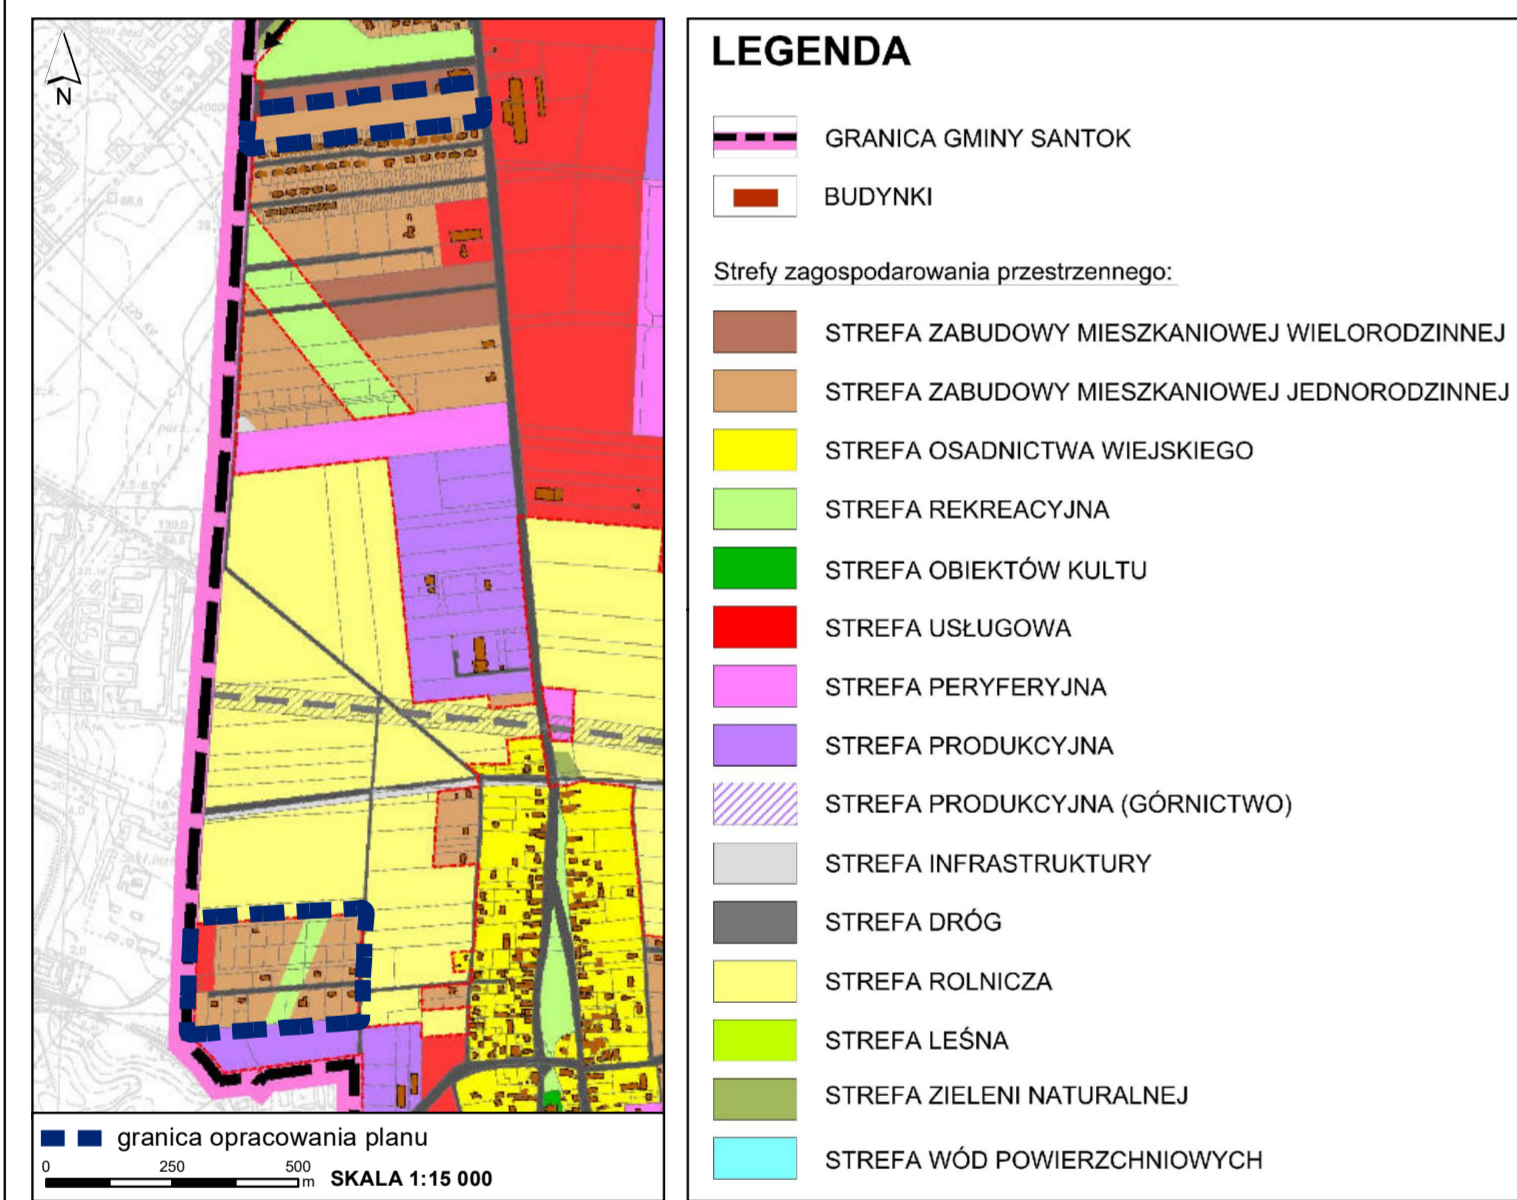 N
granica opracowania planu
0 250 500
m SKALA 1:15 000
LEGENDA
GRANICA GMINY SANTOK
BUDYNKI
Strefy zagospodarowania przestrzennego:
STREFA ZABUDOWY MIESZKANIOWEJ WIELORODZINNEJ
STREFA ZABUDOWY MIESZKANIOWEJ JEDNORODZINNEJ
STREFA OSADNICTWA WIEJSKIEGO
STREFA REKREACYJNA
STREFA OBIEKTÓW KULTU
STREFA USŁUGOWA
STREFA PERYFERYJNA
STREFA PRODUKCYJNA
STREFA PRODUKCYJNA (GÓRNICTWO)
STREFA INFRASTRUKTURY
STREFA DRÓG
STREFA ROLNICZA
STREFA LEŚNA
STREFA ZIELENI NATURALNEJ
STREFA WÓD POWIERZCHNIOWYCH